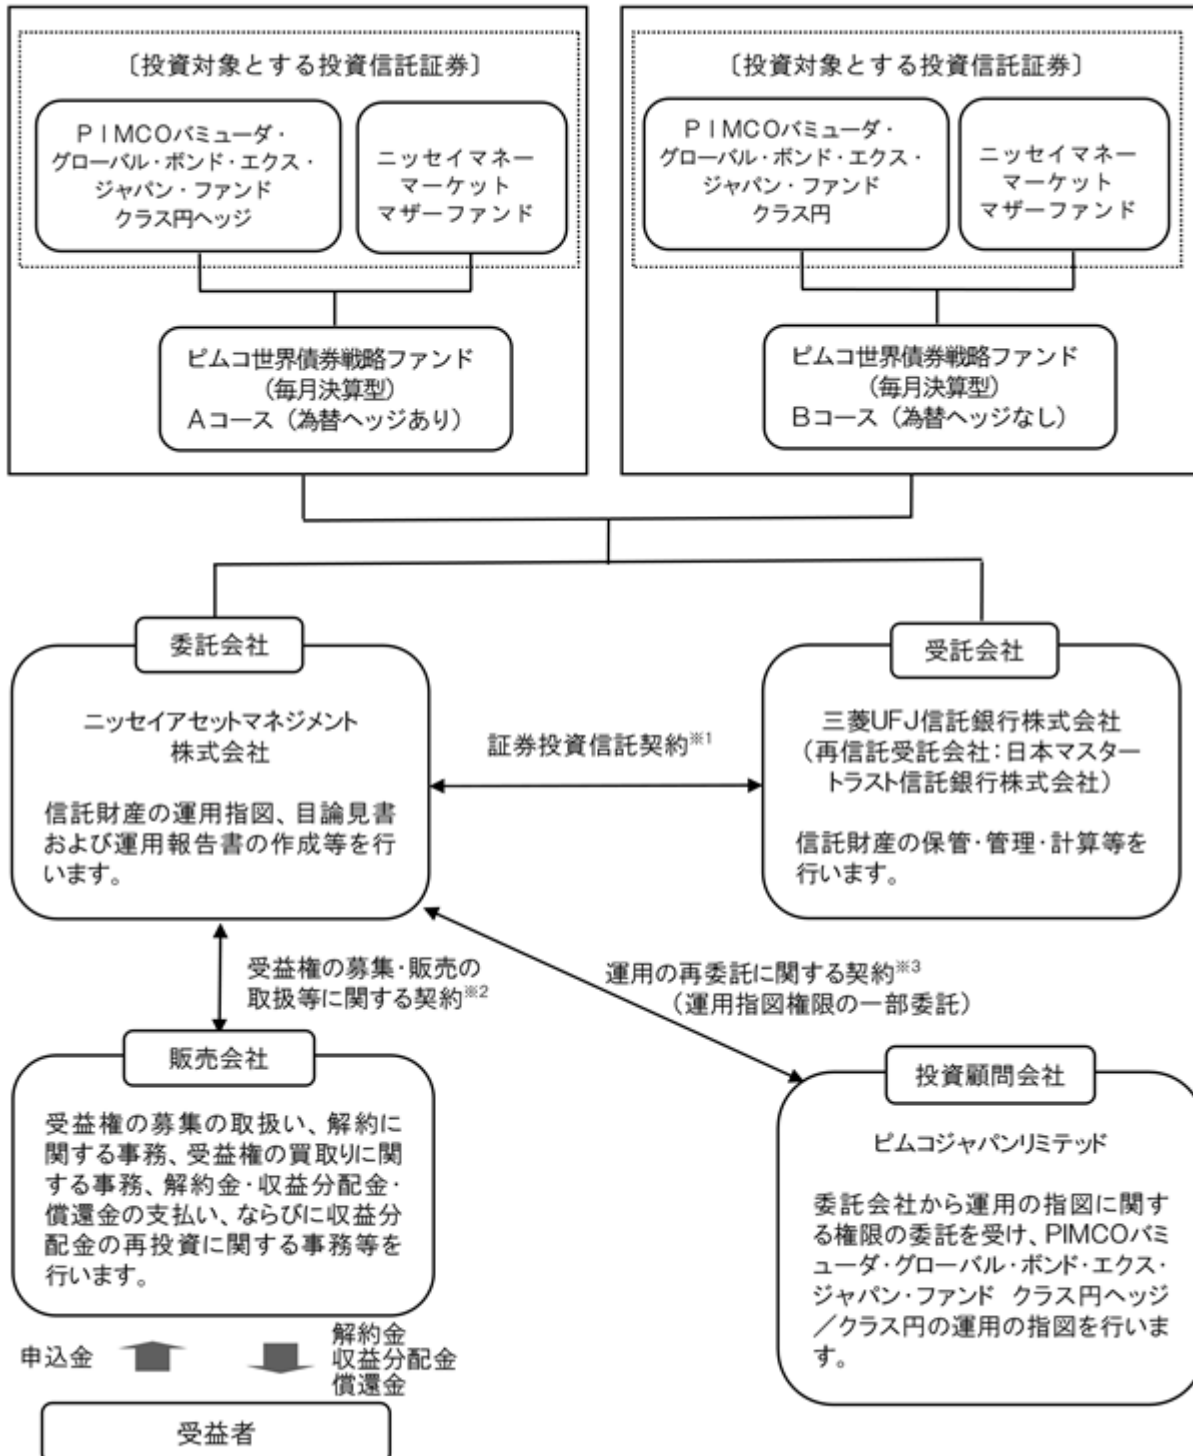 〔投資対象とする投資信託証券〕
PIMCOバミューダ・
グローバル・ボンド・エクス・
ジャパン・ファンド
クラス円ヘッジ
ニッセイマネー
マーケット
マザーファンド
ピムコ世界債券戦略ファンド
（毎月決算型）
Aコース（為替ヘッジあり）
〔投資対象とする投資信託証券〕
PIMCOバミューダ・
グローバル・ボンド・エクス・
ジャパン・ファンド
クラス円
ニッセイマネー
マーケット
マザーファンド
ピムコ世界債券戦略ファンド
（毎月決算型）
Bコース（為替ヘッジなし）
委託会社
ニッセイアセットマネジメント
株式会社
信託財産の運用指図、目論見書
および運用報告書の作成等を行
います。
証券投資信託契約※1
受託会社
三菱UFJ信託銀行株式会社
（再信託受託会社：日本マスター
トラスト信託銀行株式会社）
信託財産の保管・管理・計算等を
行います。
受益権の募集・販売の
取扱等に関する契約※2
運用の再委託に関する契約※3
（運用指図権限の一部委託）
販売会社
受益権の募集の取扱い、解約に
関する事務、受益権の買取りに関
する事務、解約金・収益分配金・
償還金の支払い、ならびに収益分
配金の再投資に関する事務等を
行います。
投資顧問会社
ピムコジャパンリミテッド
委託会社から運用の指図に関す
る権限の委託を受け、PIMCOバミ
ューダ・グローバル・ボンド・エクス・
ジャパン・ファンド　クラス円ヘッジ
／クラス円の運用の指図を行いま
す。
申込金
解約金
収益分配金
償還金
受益者